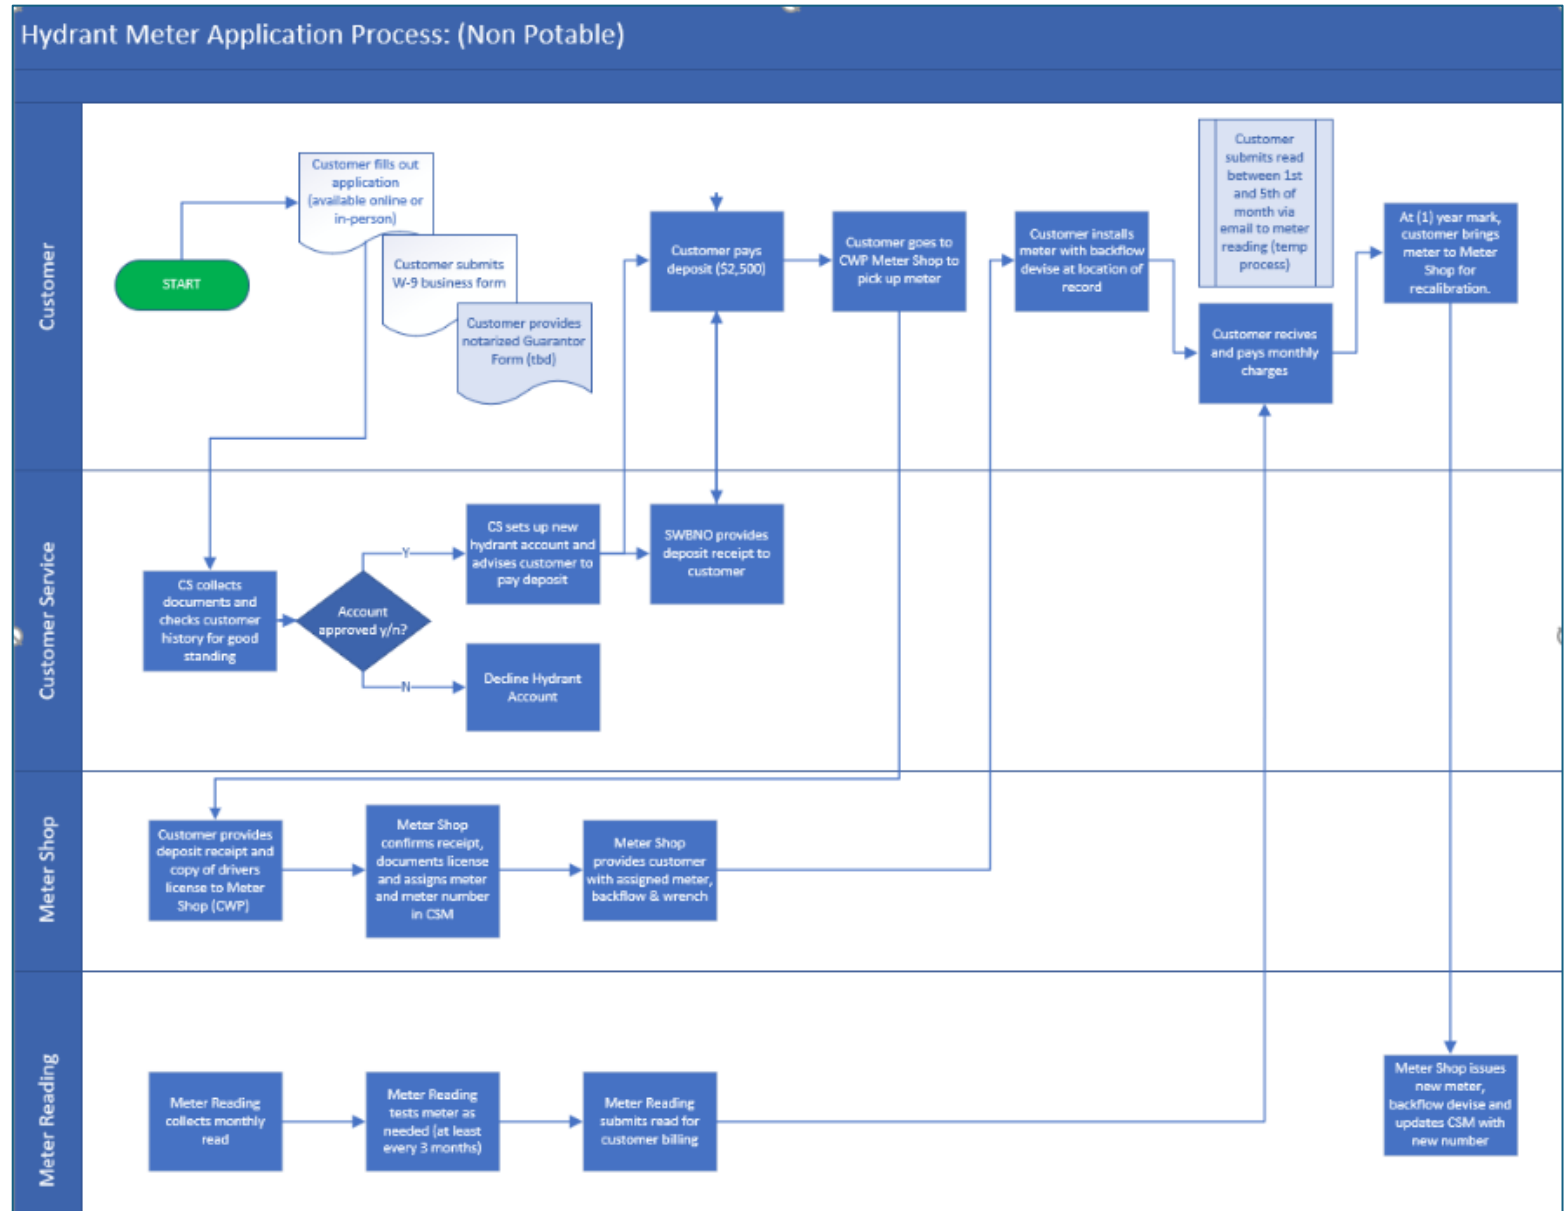 Hydrant Meter Application Process: (Non Potable)
Customer
START
Customer fills out
application
(available online or
in-person)
Customer submits
W-9 business form
Customer provides
notarized Guarantor
Form (tbd)
Customer pays
deposit ($2,500)
Customer goes to
CWP Meter Shop to
pick up meter
Customer installs
meter with backflow
devise at location of
record
Customer
submits read
between 1st
and 5th of
month via
email to meter
reading (temp
process)
Customer recives
and pays monthly
charges
At (1) year mark,
customer brings
meter to Meter
Shop for
recalibration.
Customer Service
CS collects
documents and
checks customer
history for good
standing
Account
approved y/n?
Y
N
CS sets up new
hydrant account and
advises customer to
pay deposit
Decline Hydrant
Account
SWBNO provides
deposit receipt to
customer
Meter Shop
Customer provides
deposit receipt and
copy of drivers
license to Meter
Shop (CWP)
Meter Shop
confirms receipt,
documents license
and assigns meter
and meter number
in CSM
Meter Shop
provides customer
with assigned meter,
backflow & wrench
Meter Reading
Meter Reading
collects monthly
read
Meter Reading
tests meter as
needed (at least
every 3 months)
Meter Reading
submits read for
customer billing
Meter Shop issues
new meter,
backflow devise and
updates CSM with
new number